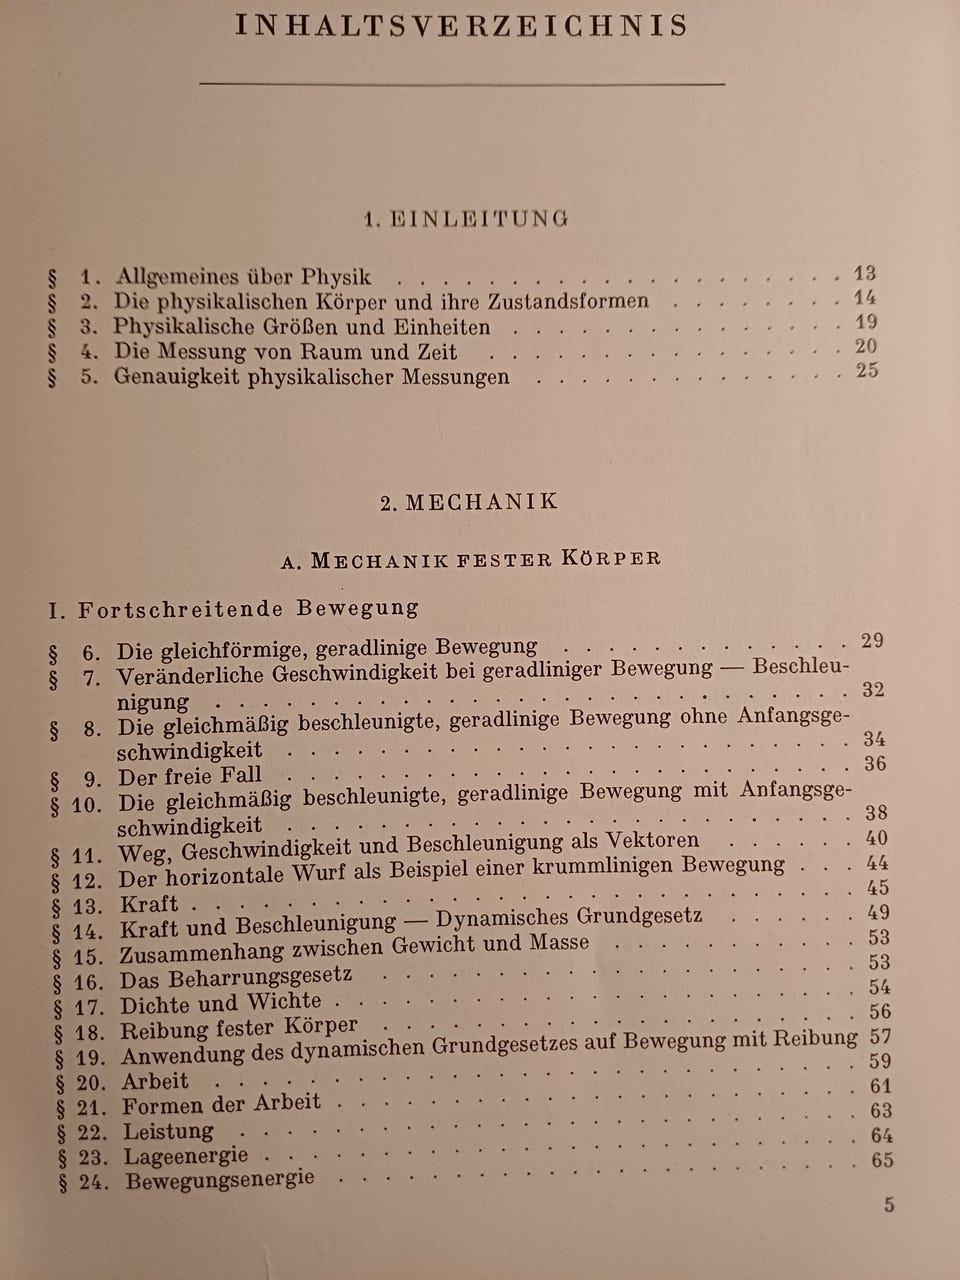 INHALTSVERZEICHNIS
1. EINLEITUNG
§ 1. Allgemeines über Physik . . . . . . . . . . . . . . . . . . . 13
§ 2. Die physikalischen Körper und ihre Zustandsformen . . . . . . . . 14
§ 3. Physikalische Größen und Einheiten . . . . . . . . . . . . . . . 19
§ 4. Die Messung von Raum und Zeit . . . . . . . . . . . . . . . . 20
§ 5. Genauigkeit physikalischer Messungen . . . . . . . . . . . . . . 25
2. MECHANIK
A. MECHANIK FESTER KÖRPER
I. Fortschreitende Bewegung
§ 6. Die gleichförmige, geradlinige Bewegung . . . . . . . . . . . . . 29
§ 7. Veränderliche Geschwindigkeit bei geradliniger Bewegung — Beschleu-
nigung . . . . . . . . . . . . . . . . . . . . . . . . . . . 32
§ 8. Die gleichmäßig beschleunigte, geradlinige Bewegung ohne Anfangsge-
schwindigkeit . . . . . . . . . . . . . . . . . . . . . . . . 34
§ 9. Der freie Fall . . . . . . . . . . . . . . . . . . . . . . . . 36
§ 10. Die gleichmäßig beschleunigte, geradlinige Bewegung mit Anfangsge-
schwindigkeit . . . . . . . . . . . . . . . . . . . . . . . . 38
§ 11. Weg, Geschwindigkeit und Beschleunigung als Vektoren . . . . . . 40
§ 12. Der horizontale Wurf als Beispiel einer krummlinigen Bewegung . . . 44
§ 13. Kraft . . . . . . . . . . . . . . . . . . . . . . . . . . . . 45
§ 14. Kraft und Beschleunigung — Dynamisches Grundgesetz . . . . . . 49
§ 15. Zusammenhang zwischen Gewicht und Masse . . . . . . . . . . . 53
§ 16. Das Beharrungsgesetz . . . . . . . . . . . . . . . . . . . . . 53
§ 17. Dichte und Wichte . . . . . . . . . . . . . . . . . . . . . . 54
§ 18. Reibung fester Körper . . . . . . . . . . . . . . . . . . . . . 56
§ 19. Anwendung des dynamischen Grundgesetzes auf Bewegung mit Reibung 57
§ 20. Arbeit . . . . . . . . . . . . . . . . . . . . . . . . . . . 59
§ 21. Formen der Arbeit . . . . . . . . . . . . . . . . . . . . . . 61
§ 22. Leistung . . . . . . . . . . . . . . . . . . . . . . . . . . 63
§ 23. Lageenergie . . . . . . . . . . . . . . . . . . . . . . . . . 64
§ 24. Bewegungsenergie . . . . . . . . . . . . . . . . . . . . . . 65
5